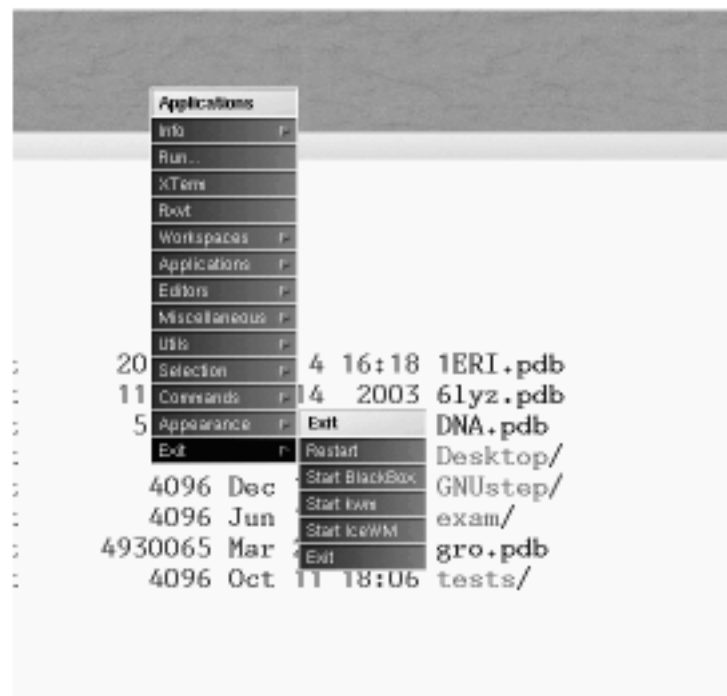 Applications
Info
Run...
XTerm
Rxvt
Workspaces
Applications
Editors
Miscellaneous
Utils
Selection
Commands
Appearance
Exit
Exit
Restart
Start BlackBox
Start kwm
Start IceWM
Exit
20 4 16:18 1ERI.pdb
11 14 2003 6lyz.pdb
5 DNA.pdb
Desktop/
4096 Dec GNUstep/
4096 Jun exam/
4930065 Mar gro.pdb
4096 Oct 11 18:06 tests/